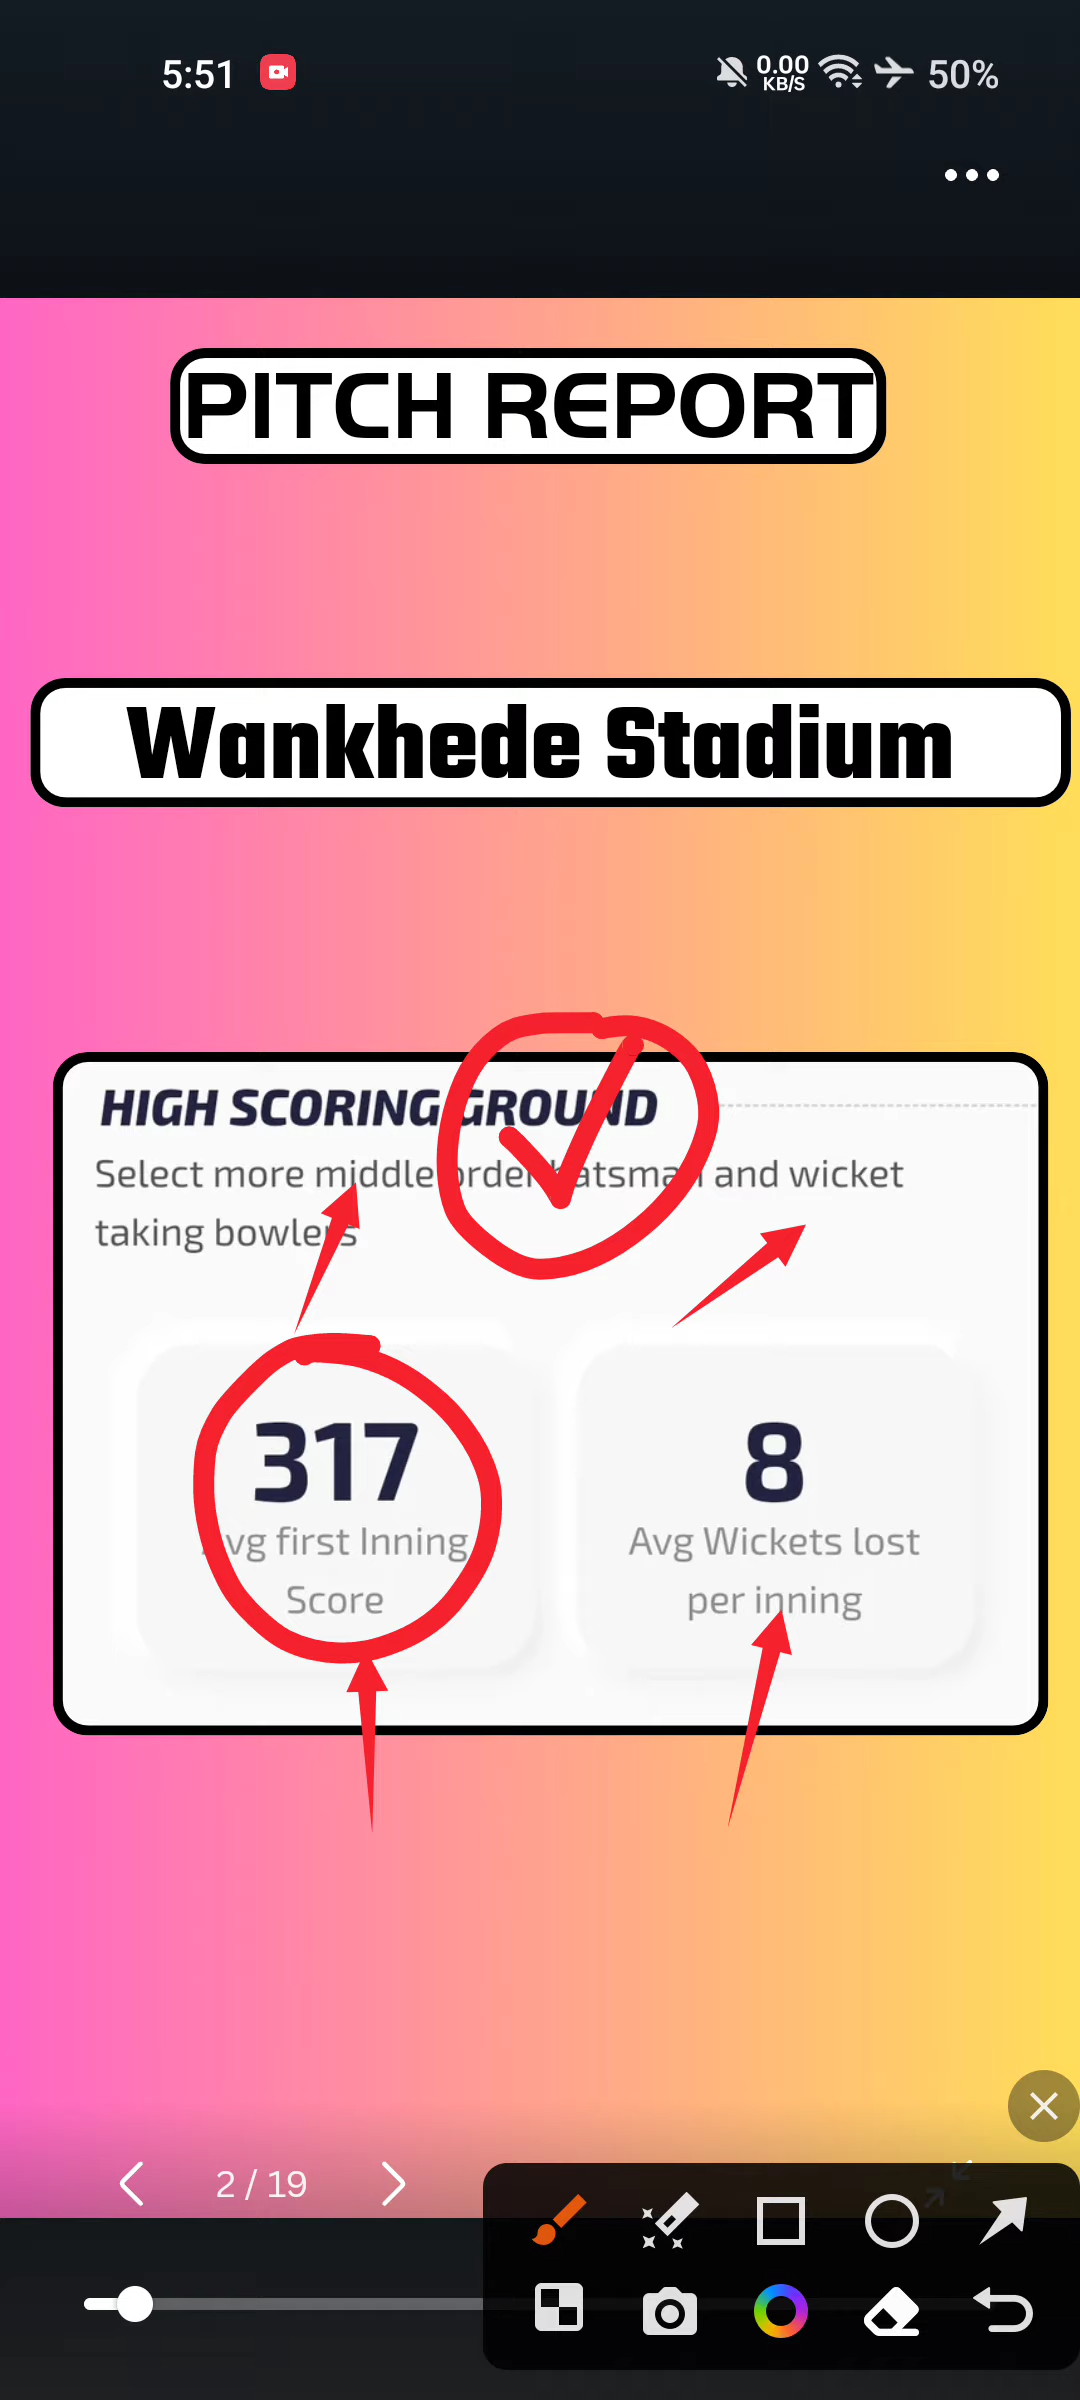 5:51
0.00
KB/S
50%
PITCH REPORT
Wankhede Stadium
HIGH SCORING GROUND
Select more middle order batsman and wicket
taking bowlers
317
Avg first Inning
Score
8
Avg Wickets lost
per inning
2 / 19